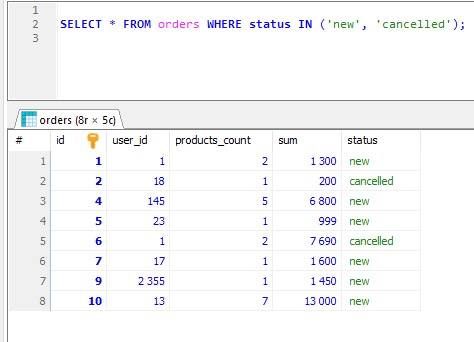 1
2 SELECT * FROM orders WHERE status IN ('new', 'cancelled');
3
orders (8r × 5c)
# id user_id products_count sum status
1 1 1 2 1 300 new
2 2 18 1 200 cancelled
3 4 145 5 6 800 new
4 5 23 1 999 new
5 6 1 2 7 690 cancelled
6 7 17 1 1 600 new
7 9 2 355 1 1 450 new
8 10 13 7 13 000 new